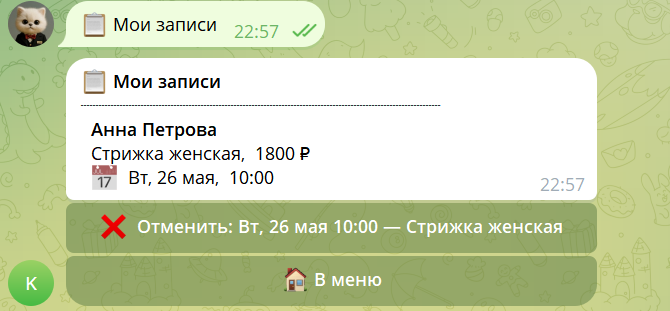 📋 Мои записи 22:57
📋 Мои записи
Анна Петрова
Стрижка женская, 1800 ₽
17 Вт, 26 мая, 10:00
22:57
❌ Отменить: Вт, 26 мая 10:00 — Стрижка женская
K
🏠 В меню